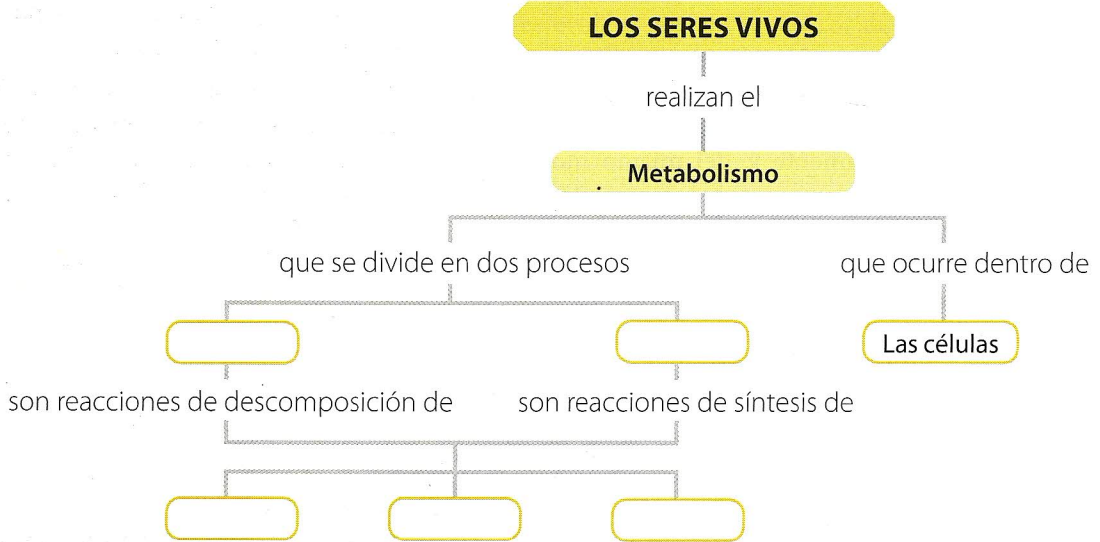 LOS SERES VIVOS
realizan el
Metabolismo
que se divide en dos procesos
que ocurre dentro de
Las células
son reacciones de descomposición de
son reacciones de síntesis de